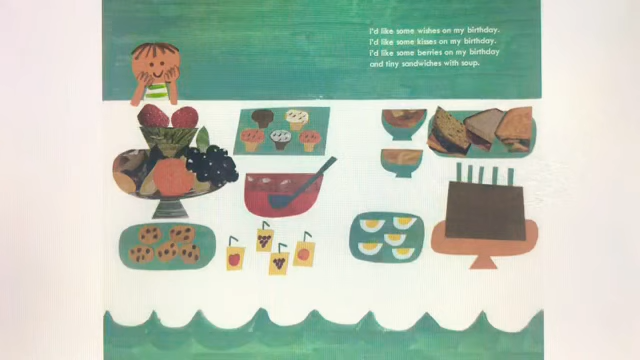 I'd like some wishes on my birthday.
I'd like some kisses on my birthday.
I'd like some berries on my birthday
and tiny sandwiches with soup.